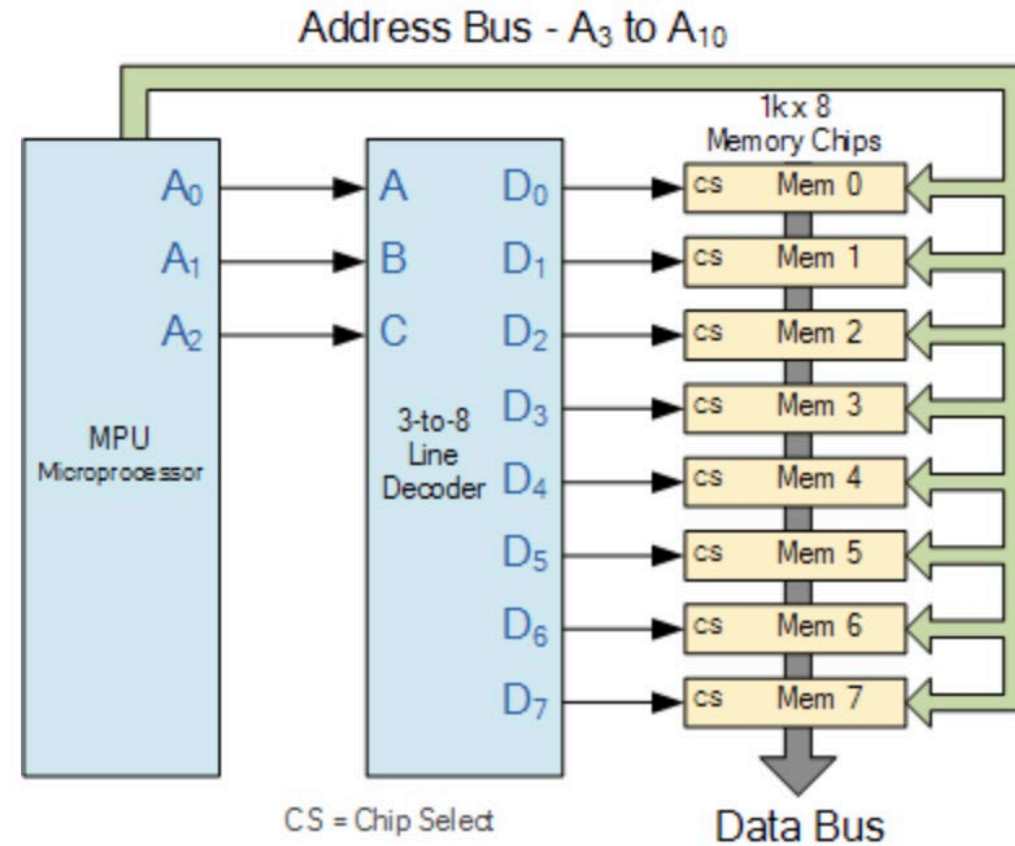 Address Bus - A₃ to A₁₀
1k x 8
Memory Chips
A₀
A₁
A₂
MPU
Microprocessor
A
B
C
3-to-8
Line
Decoder
D₀
D₁
D₂
D₃
D₄
D₅
D₆
D₇
CS Mem 0
CS Mem 1
CS Mem 2
CS Mem 3
CS Mem 4
CS Mem 5
CS Mem 6
CS Mem 7
CS = Chip Select
Data Bus